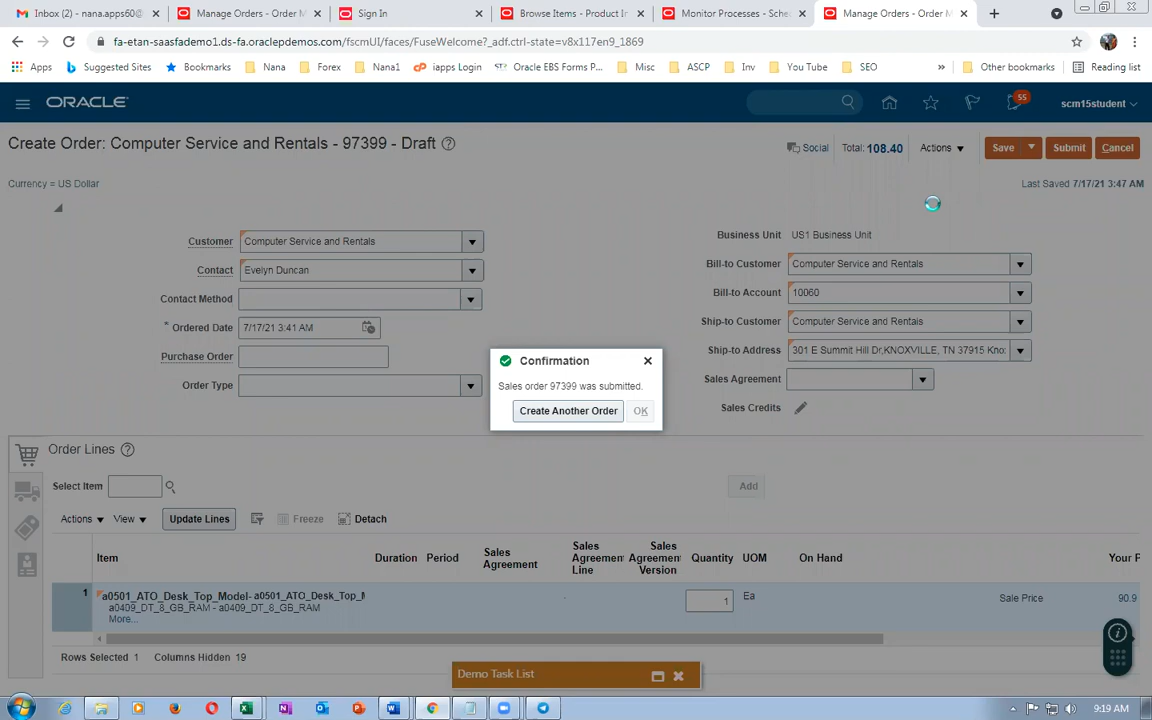 Inbox (2) - nana.apps60@
Manage Orders - Order M
Sign In
Browse Items - Product In
Monitor Processes - Sche
Manage Orders - Order M
fa-etan-saasfademo1.ds-fa.oraclepdemos.com/fscmUI/faces/FuseWelcome?_adf.ctrl-state=v8x117en9_1869
Apps
Suggested Sites
Bookmarks
Nana
Forex
Nana1
iapps Login
Oracle EBS Forms P...
Misc
ASCP
Inv
You Tube
SEO
»
Other bookmarks
Reading list
ORACLE
55
scm15student
Create Order: Computer Service and Rentals - 97399 - Draft
Social
Total: 108.40
Actions
Save
Submit
Cancel
Currency = US Dollar
Last Saved 7/17/21 3:47 AM
Customer Computer Service and Rentals
Contact Evelyn Duncan
Contact Method
* Ordered Date 7/17/21 3:41 AM
Purchase Order
Order Type
Business Unit US1 Business Unit
Bill-to Customer Computer Service and Rentals
Bill-to Account 10060
Ship-to Customer Computer Service and Rentals
Ship-to Address 301 E Summit Hill Dr,KNOXVILLE, TN 37915 Kno:
Sales Agreement
Sales Credits
Confirmation
Sales order 97399 was submitted.
Create Another Order
OK
Order Lines
Select Item
Add
Actions
View
Update Lines
Freeze
Detach
Item
Duration
Period
Sales Agreement
Sales Agreement Line
Sales Agreement Version
Quantity
UOM
On Hand
Your P
1
a0501_ATO_Desk_Top_Model- a0501_ATO_Desk_Top_M
a0409_DT_8_GB_RAM - a0409_DT_8_GB_RAM
More...
-
1
Ea
Sale Price
90.9
Rows Selected 1
Columns Hidden 19
Demo Task List
9:19 AM